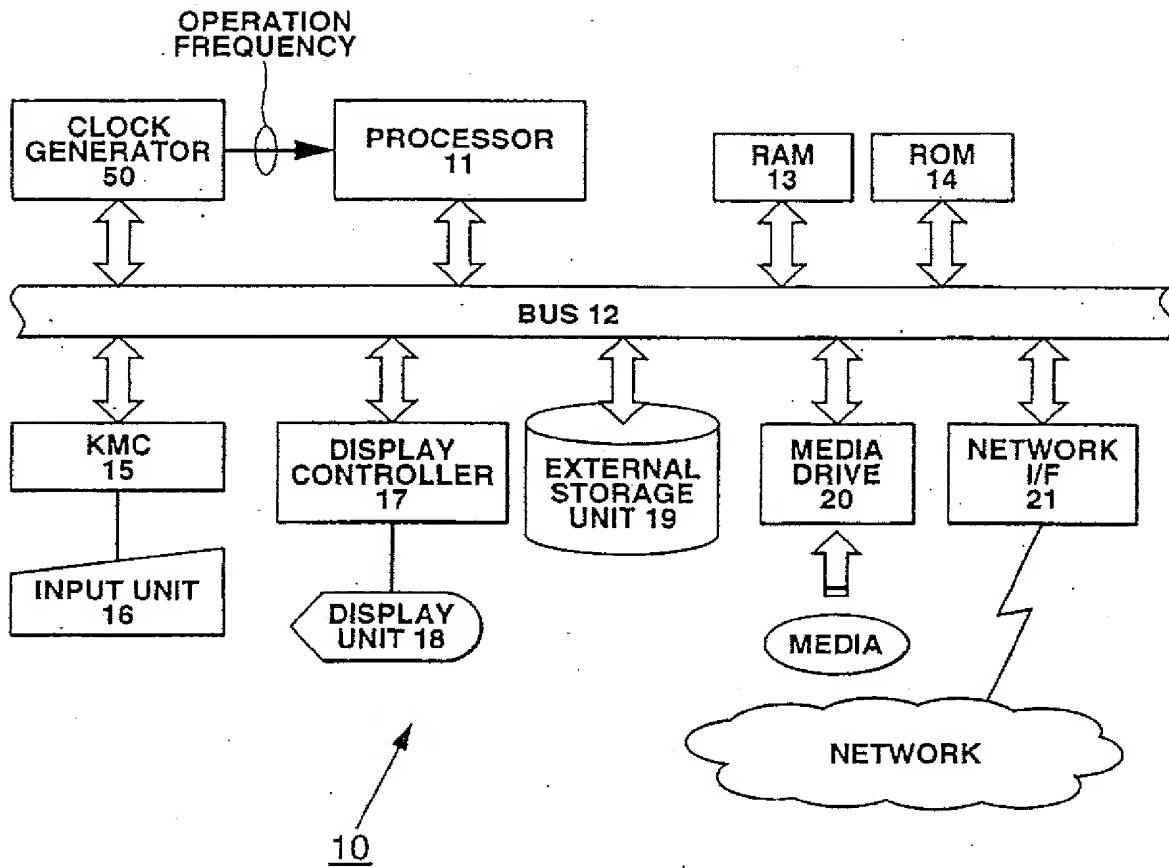 OPERATION
FREQUENCY
CLOCK
GENERATOR
50
PROCESSOR
11
RAM
13
ROM
14
BUS 12
KMC
15
DISPLAY
CONTROLLER
17
EXTERNAL
STORAGE
UNIT 19
MEDIA
DRIVE
20
NETWORK
I/F
21
INPUT UNIT
16
DISPLAY
UNIT 18
MEDIA
NETWORK
10